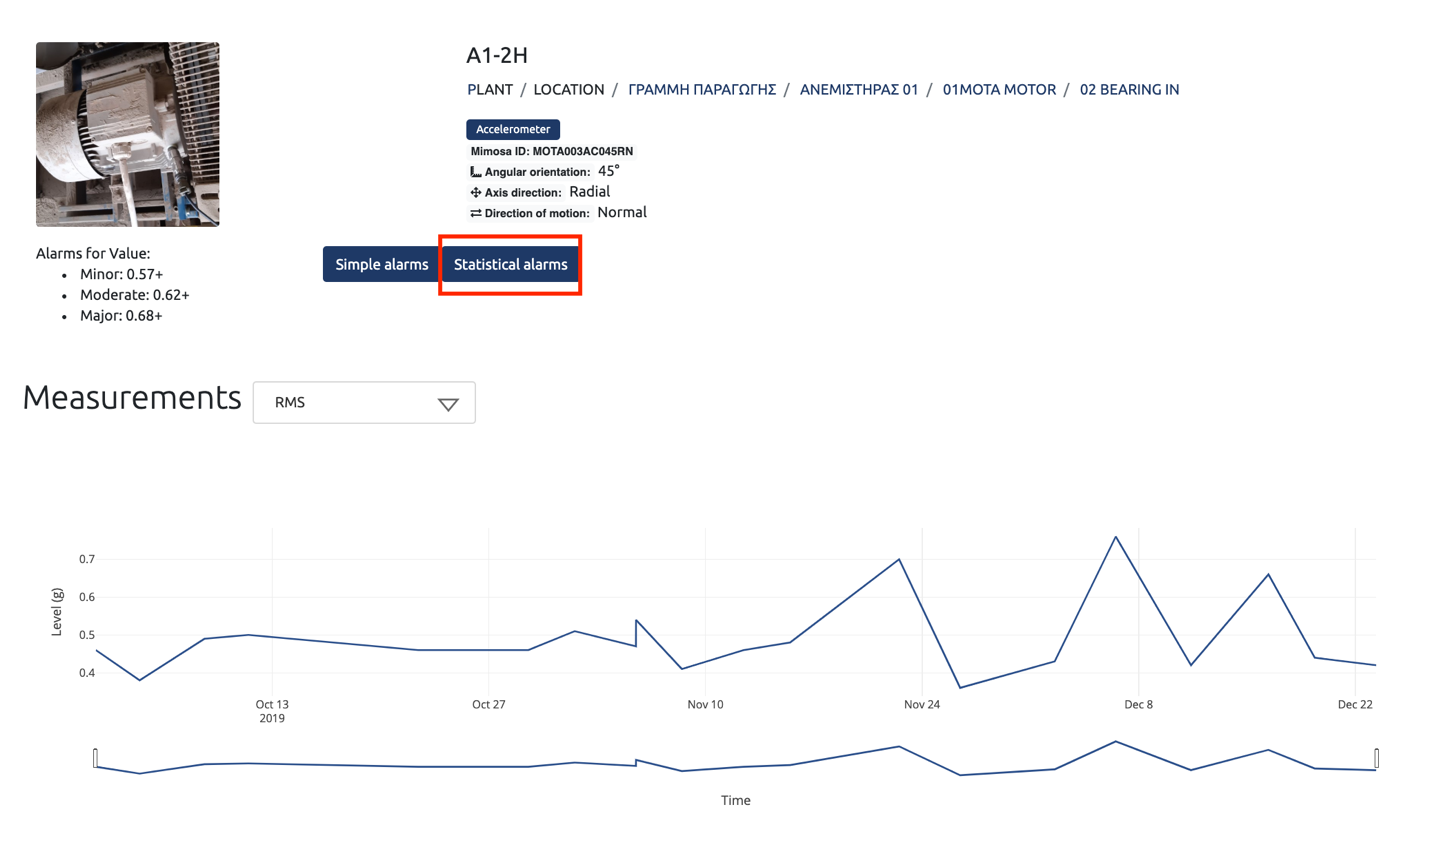 A1-2H
PLANT / LOCATION / ΓΡΑΜΜΗ ΠΑΡΑΓΩΓΗΣ / ΑΝΕΜΙΣΤΗΡΑΣ 01 / 01MOTA MOTOR / 02 BEARING IN
Accelerometer
Mimosa ID: MOTA003AC045RN
Angular orientation: 45°
Axis direction: Radial
Direction of motion: Normal
Alarms for Value:
• Minor: 0.57+
• Moderate: 0.62+
• Major: 0.68+
Simple alarms
Statistical alarms
Measurements
RMS
Level (g)
0.7
0.6
0.5
0.4
Oct 13
2019
Oct 27
Nov 10
Nov 24
Dec 8
Dec 22
Time